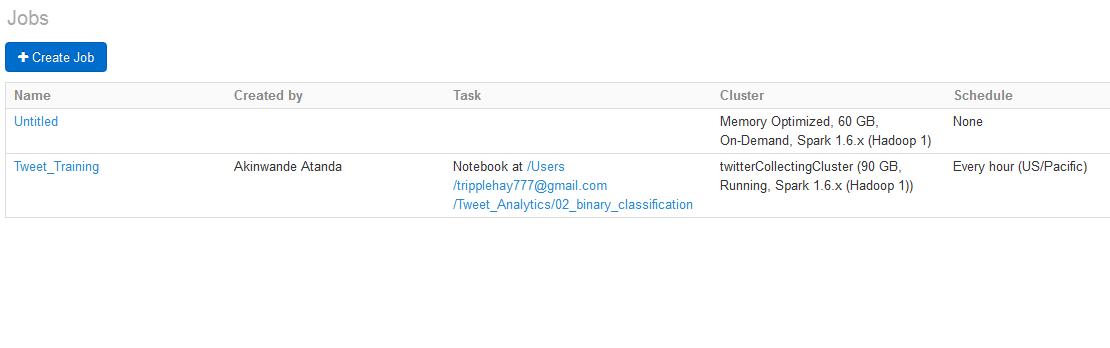 Jobs
Create Job
Name Created by Task Cluster Schedule
Untitled Memory Optimized, 60 GB, None
On-Demand, Spark 1.6.x (Hadoop 1)
Tweet_Training Akinwande Atanda Notebook at /Users twitterCollectingCluster (90 GB, Every hour (US/Pacific)
/tripplehay777@gmail.com Running, Spark 1.6.x (Hadoop 1))
/Tweet_Analytics/02_binary_classification